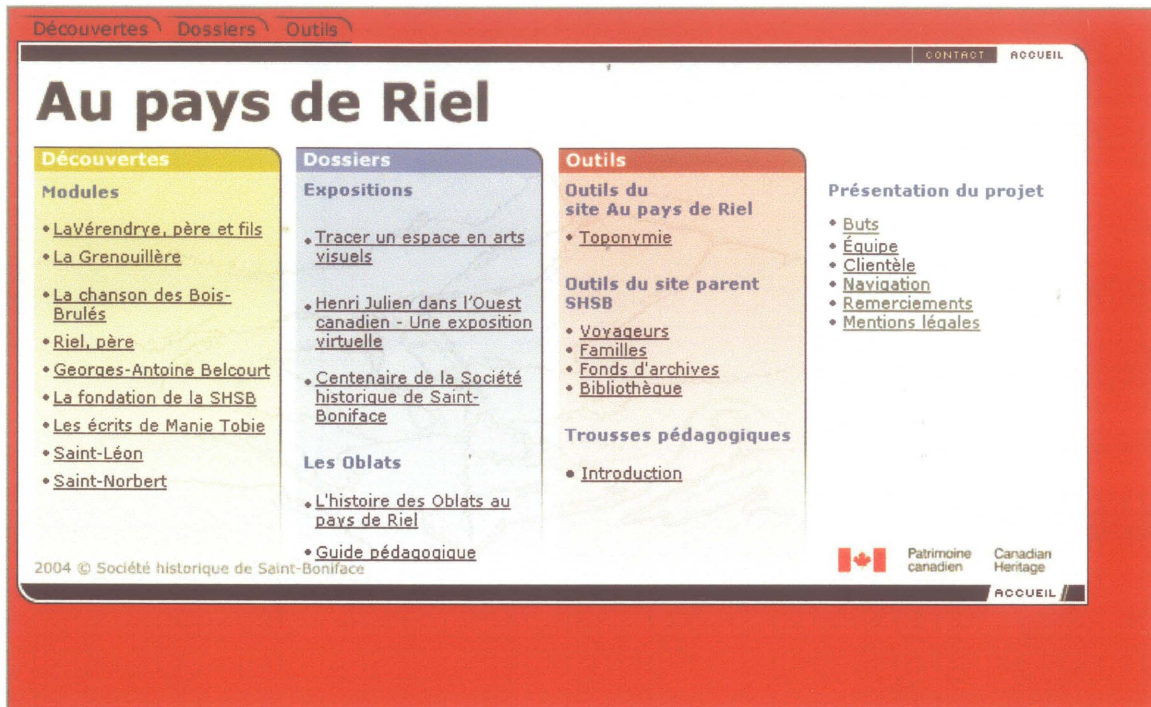 Découvertes Dossiers Outils
CONTACT ACCUEIL
Au pays de Riel
Découvertes
Modules
• LaVérendrye, père et fils
• La Grenouillère
• La chanson des Bois-
Brulés
• Riel, père
• Georges-Antoine Belcourt
• La fondation de la SHSB
• Les écrits de Manie Tobie
• Saint-Léon
• Saint-Norbert
Dossiers
Expositions
• Tracer un espace en arts
visuels
• Henri Julien dans l'Ouest
canadien - Une exposition
virtuelle
• Centenaire de la Société
historique de Saint-
Boniface
Les Oblats
• L'histoire des Oblats au
pays de Riel
• Guide pédagogique
Outils
Outils du
site Au pays de Riel
• Toponymie
Outils du site parent
SHSB
• Voyageurs
• Familles
• Fonds d'archives
• Bibliothèque
Trousses pédagogiques
• Introduction
Présentation du projet
• Buts
• Équipe
• Clientèle
• Navigation
• Remerciements
• Mentions légales
2004 © Société historique de Saint-Boniface
Patrimoine
canadien
Canadian
Heritage
ACCUEIL